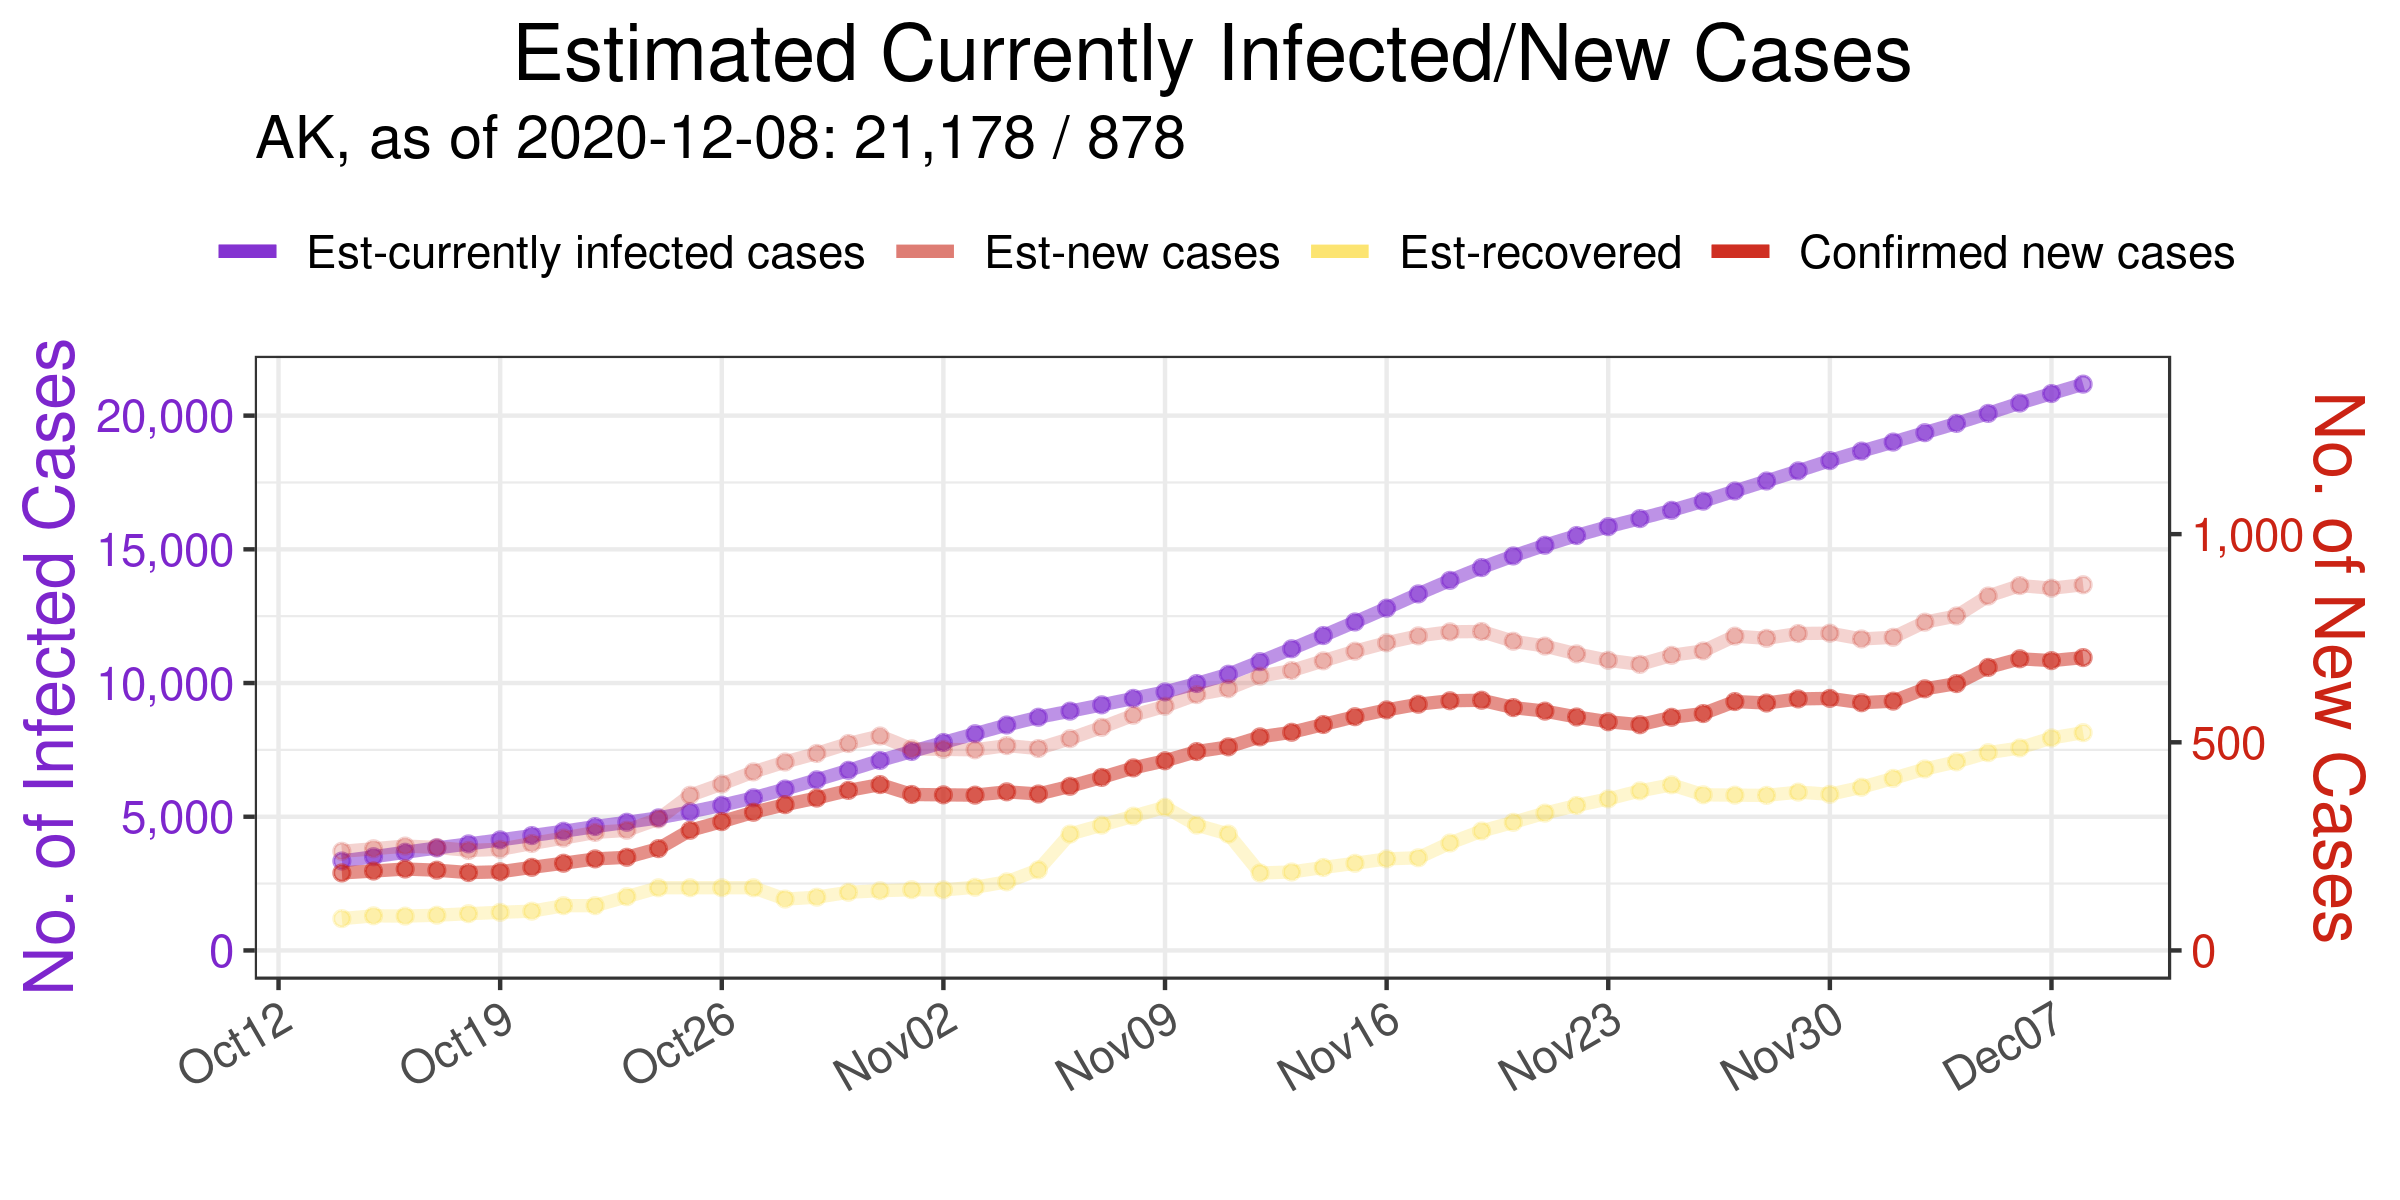 Estimated Currently Infected/New Cases
AK, as of 2020-12-08: 21,178 / 878
Est-currently infected cases Est-new cases Est-recovered Confirmed new cases
No. of Infected Cases
20,000
15,000
10,000
5,000
0
1,000
500
0
No. of New Cases
Oct12 Oct19 Oct26 Nov02 Nov09 Nov16 Nov23 Nov30 Dec07